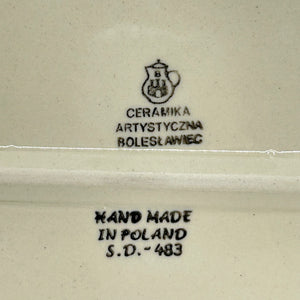 B
CERAMIKA
ARTYSTYCZNA
BOLESŁAWIEC
HAND MADE
IN POLAND
S.D.-483